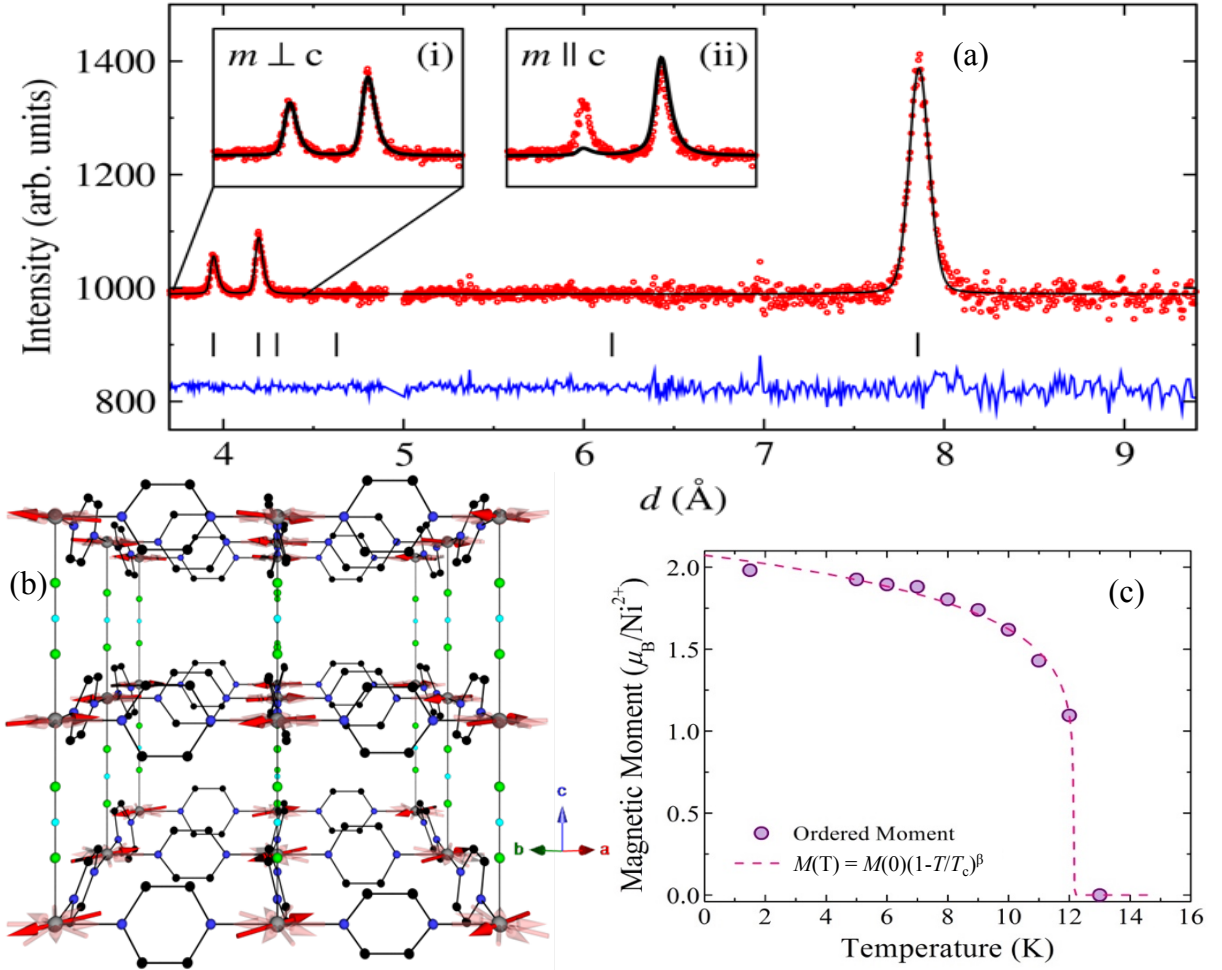 m ⊥ c (i)
m || c (ii)
(a)
1400
1200
1000
800
Intensity (arb. units)
4 5 6 7 8 9
d (Å)
(b)
c
b a
(c)
2.0
1.5
1.0
0.5
0.0
Magnetic Moment (μB/Ni2+)
Ordered Moment
M(T) = M(0)(1-T/Tc)β
0 2 4 6 8 10 12 14 16
Temperature (K)